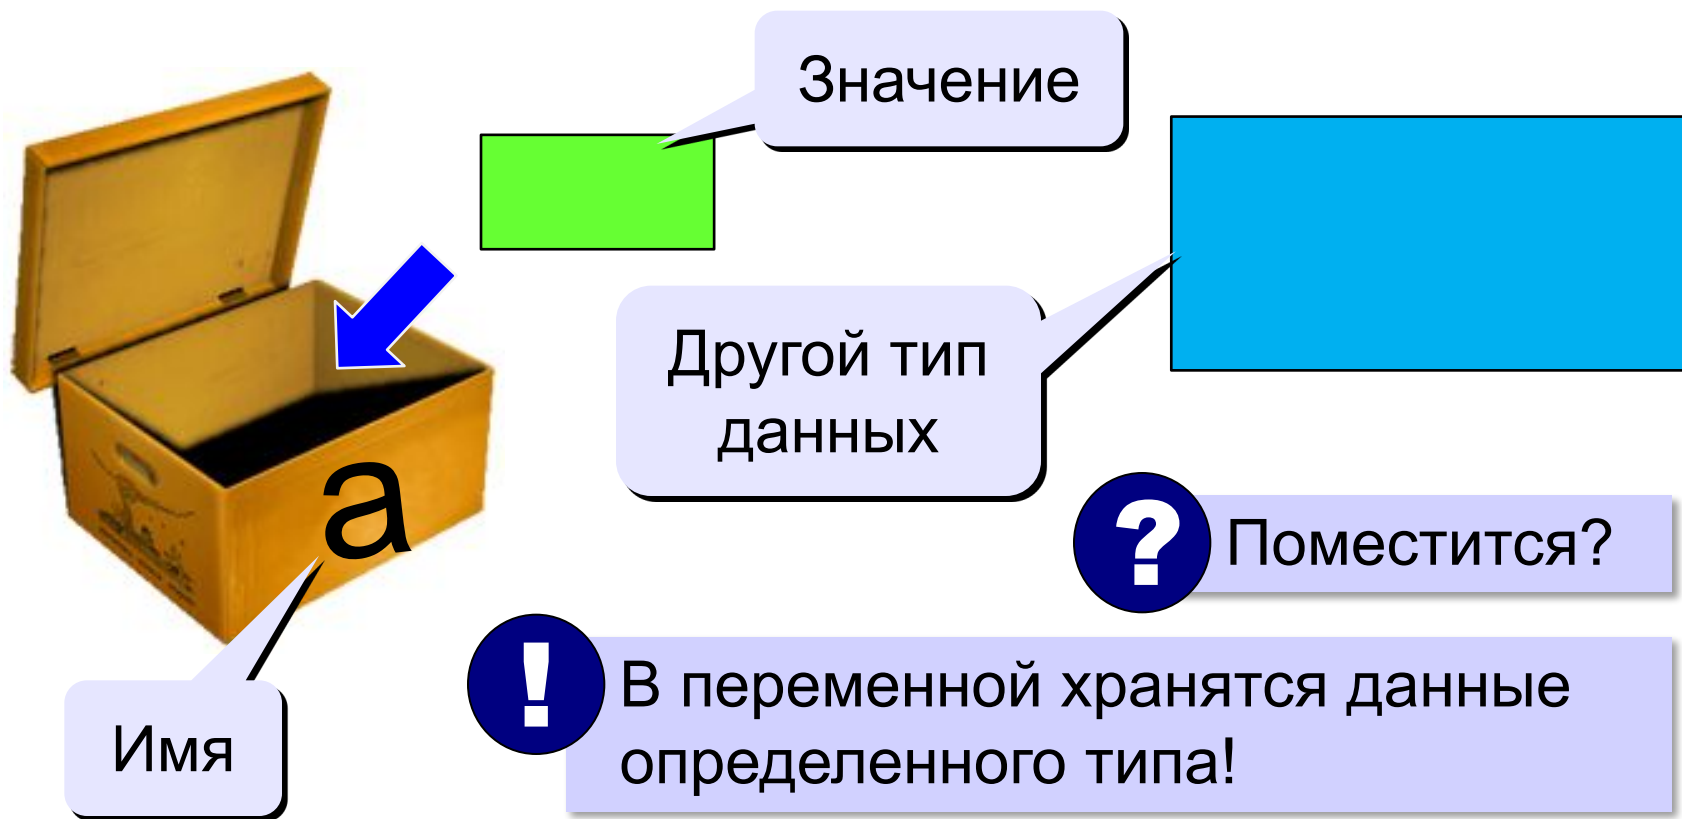 Значение
Другой тип
данных
a
?
Поместится?
!
В переменной хранятся данные
определенного типа!
Имя